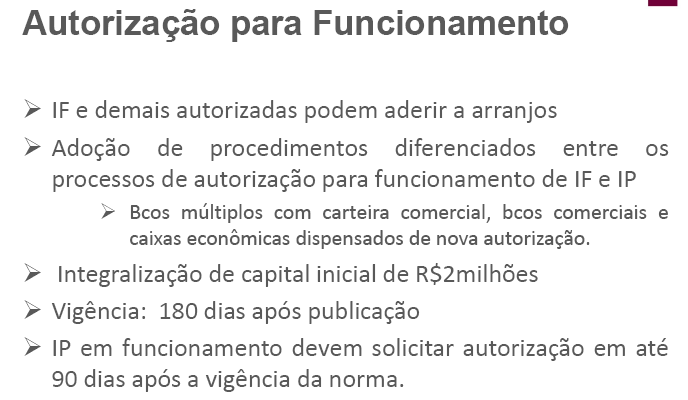 Autorização para Funcionamento
➢ IF e demais autorizadas podem aderir a arranjos
➢ Adoção de procedimentos diferenciados entre os
processos de autorização para funcionamento de IF e IP
➢ Bcos múltiplos com carteira comercial, bcos comerciais e
caixas econômicas dispensados de nova autorização.
➢ Integralização de capital inicial de R$2milhões
➢ Vigência: 180 dias após publicação
➢ IP em funcionamento devem solicitar autorização em até
90 dias após a vigência da norma.